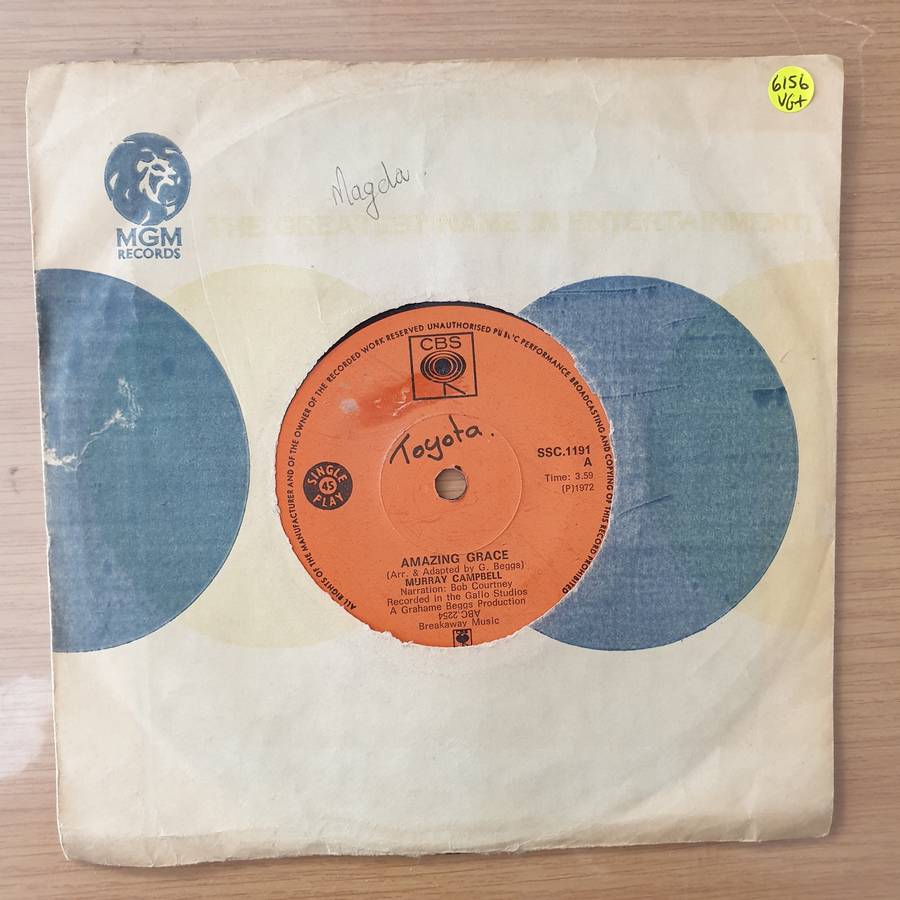 6156
VG+
Magda
MGM
RECORDS
THE GREATEST NAME IN ENTERTAINMENT
ALL RIGHTS OF THE MANUFACTURER AND OF THE OWNER OF THE RECORDED WORK RESERVED UNAUTHORISED PUBLIC PERFORMANCE BROADCASTING AND COPYING OF THIS RECORD PROHIBITED
CBS
Toyota.
SSC.1191
A
SINGLE
45
PLAY
Time: 3.59
(P)1972
AMAZING GRACE
(Arr. & Adapted by G. Beggs)
MURRAY CAMPBELL
Narration: Bob Courtney
Recorded in the Gallo Studios
A Grahame Beggs Production
ABC.2254
Breakaway Music
CBS